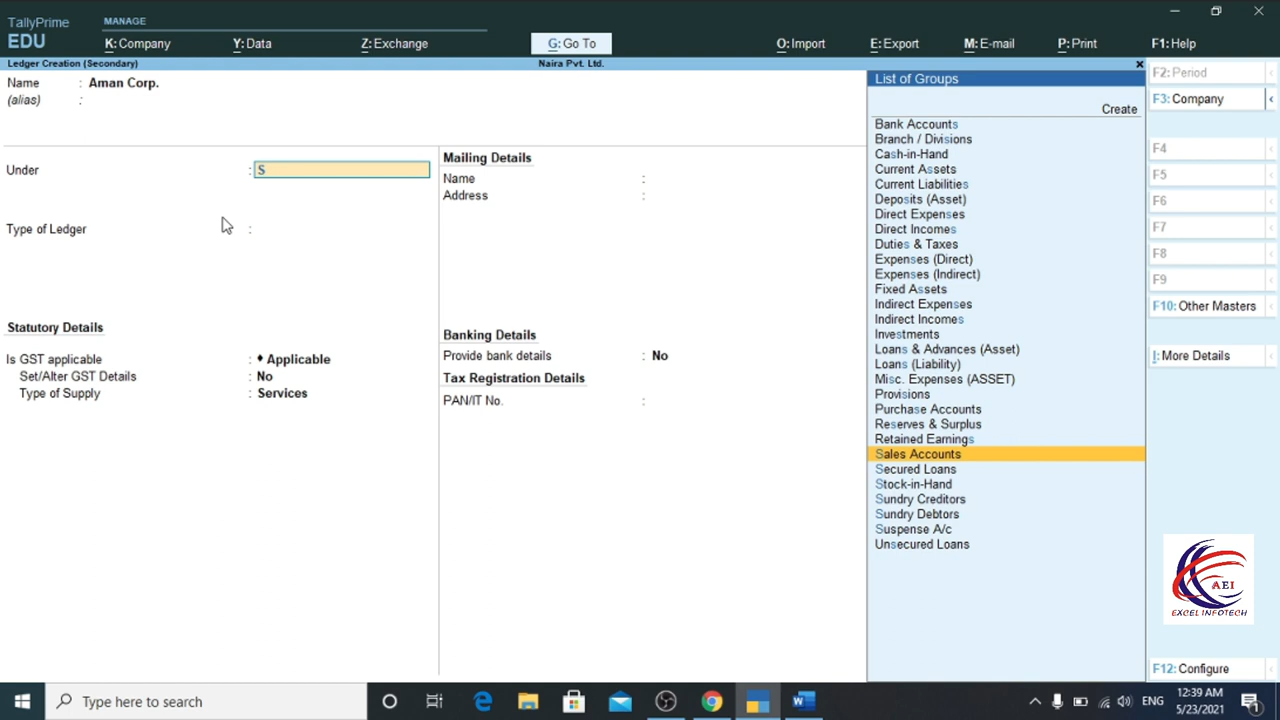 TallyPrime
EDU
MANAGE
K: Company
Y: Data
Z: Exchange
G: Go To
O: Import
E: Export
M: E-mail
P: Print
F1: Help
Ledger Creation (Secondary)
Naira Pvt. Ltd.
Name : Aman Corp.
(alias) :
Under : S
Type of Ledger :
Statutory Details
Is GST applicable : ♦ Applicable
Set/Alter GST Details : No
Type of Supply : Services
Mailing Details
Name :
Address :
Banking Details
Provide bank details : No
Tax Registration Details
PAN/IT No. :
List of Groups
Create
Bank Accounts
Branch / Divisions
Cash-in-Hand
Current Assets
Current Liabilities
Deposits (Asset)
Direct Expenses
Direct Incomes
Duties & Taxes
Expenses (Direct)
Expenses (Indirect)
Fixed Assets
Indirect Expenses
Indirect Incomes
Investments
Loans & Advances (Asset)
Loans (Liability)
Misc. Expenses (ASSET)
Provisions
Purchase Accounts
Reserves & Surplus
Retained Earnings
Sales Accounts
Secured Loans
Stock-in-Hand
Sundry Creditors
Sundry Debtors
Suspense A/c
Unsecured Loans
F2: Period
F3: Company
F4
F5
F6
F7
F8
F9
F10: Other Masters
I: More Details
AEI
EXCEL INFOTECH
F12: Configure
Type here to search
ENG
12:39 AM
5/23/2021
1